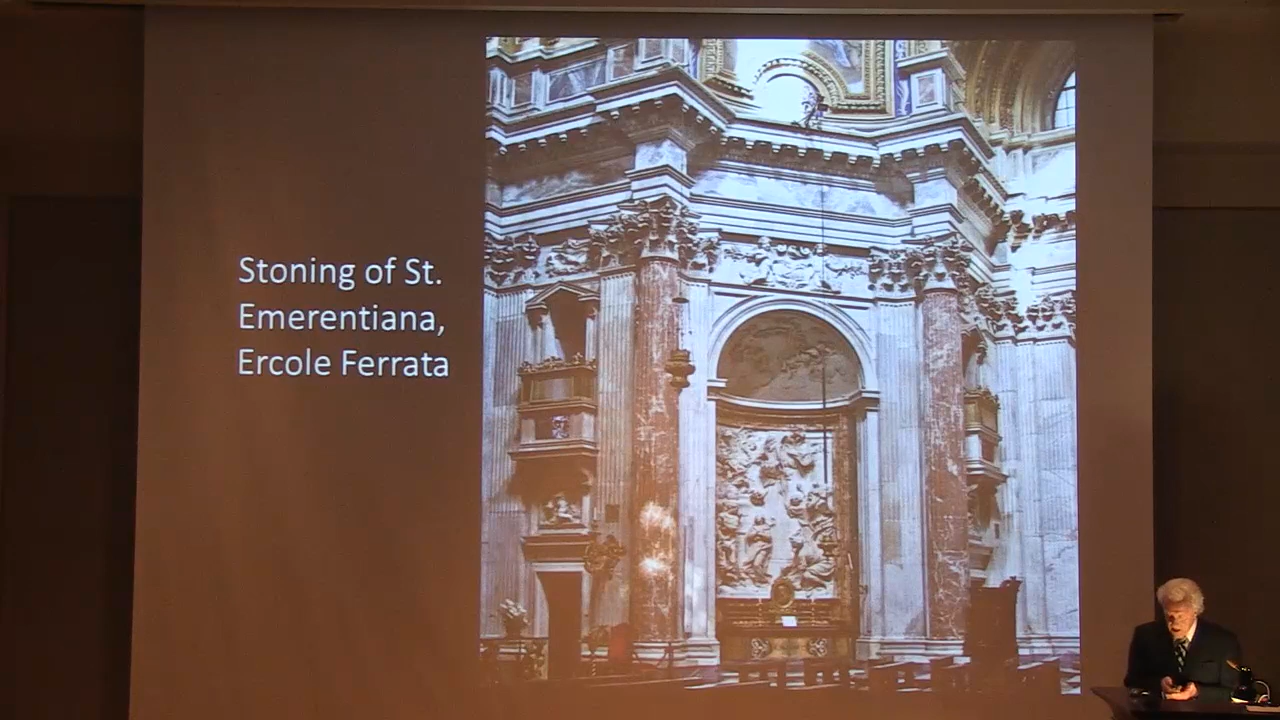 Stoning of St.
Emerentiana,
Ercole Ferrata